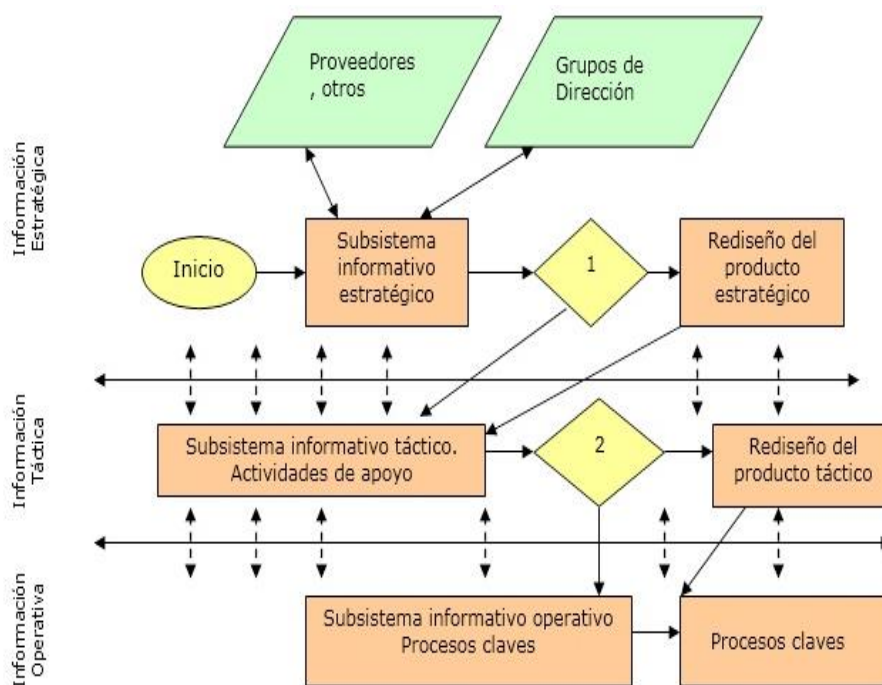 Proveedores
, otros
Grupos de
Dirección
Información
Estratégica
Inicio
Subsistema
informativo
estratégico
1
Rediseño del
producto
estratégico
Información
Táctica
Subsistema informativo táctico.
Actividades de apoyo
2
Rediseño del
producto táctico
Información
Operativa
Subsistema informativo operativo
Procesos claves
Procesos claves